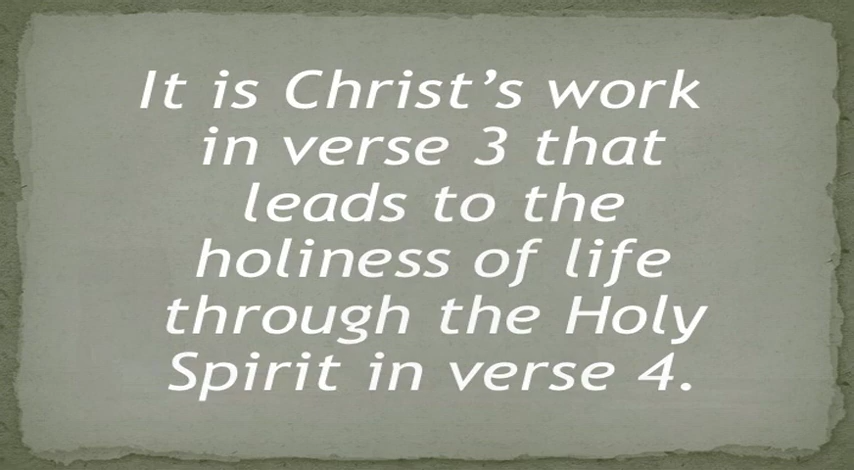 It is Christ’s work
in verse 3 that
leads to the
holiness of life
through the Holy
Spirit in verse 4.